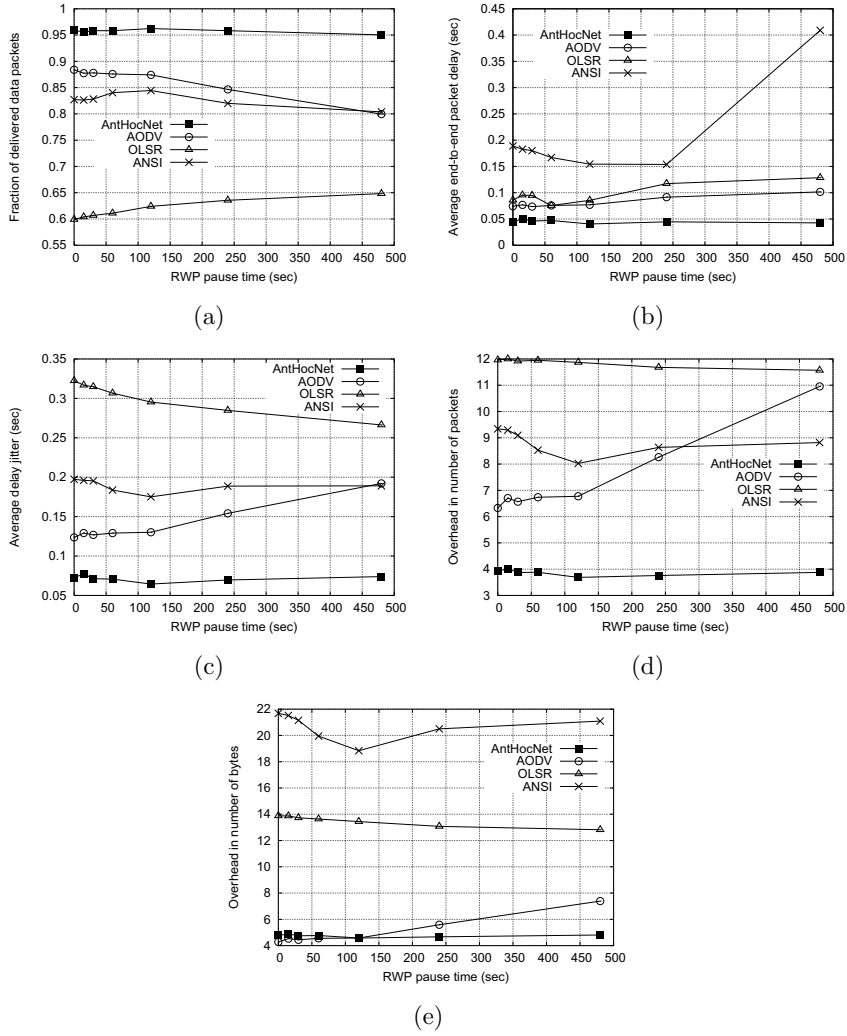 Fraction of delivered data packets
1
0.95
0.9
0.85
0.8
0.75
0.7
0.65
0.6
0.55
AntHocNet
AODV
OLSR
ANSI
0 50 100 150 200 250 300 350 400 450 500
RWP pause time (sec)
(a)
Average end-to-end packet delay (sec)
0.45
0.4
0.35
0.3
0.25
0.2
0.15
0.1
0.05
0
AntHocNet
AODV
OLSR
ANSI
0 50 100 150 200 250 300 350 400 450 500
RWP pause time (sec)
(b)
Average delay jitter (sec)
0.35
0.3
0.25
0.2
0.15
0.1
0.05
AntHocNet
AODV
OLSR
ANSI
0 50 100 150 200 250 300 350 400 450 500
RWP pause time (sec)
(c)
Overhead in number of packets
12
11
10
9
8
7
6
5
4
3
AntHocNet
AODV
OLSR
ANSI
0 50 100 150 200 250 300 350 400 450 500
RWP pause time (sec)
(d)
Overhead in number of bytes
22
20
18
16
14
12
10
8
6
4
AntHocNet
AODV
OLSR
ANSI
0 50 100 150 200 250 300 350 400 450 500
RWP pause time (sec)
(e)